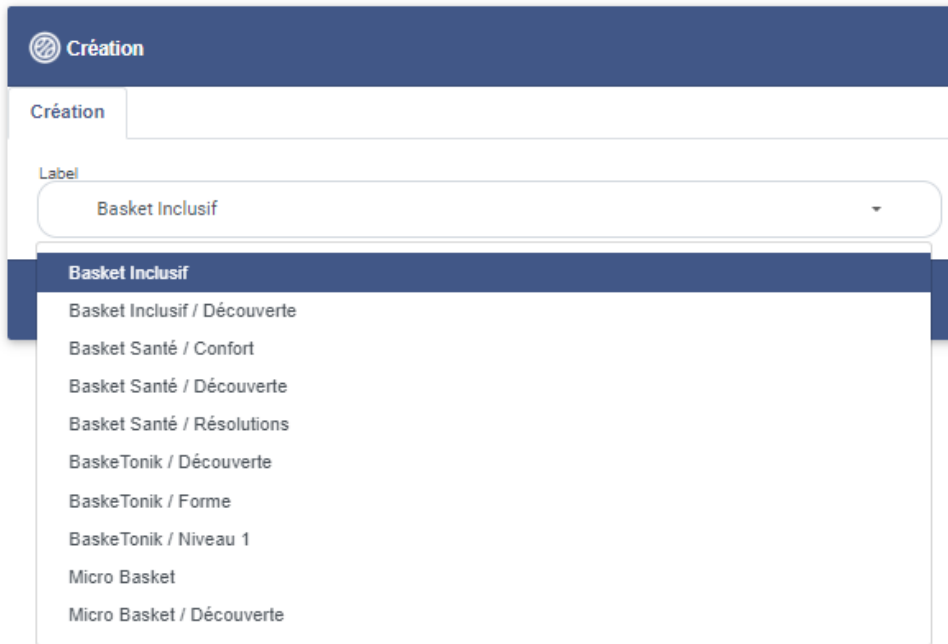 Création
Création
Label
Basket Inclusif
Basket Inclusif
Basket Inclusif / Découverte
Basket Santé / Confort
Basket Santé / Découverte
Basket Santé / Résolutions
BaskeTonik / Découverte
BaskeTonik / Forme
BaskeTonik / Niveau 1
Micro Basket
Micro Basket / Découverte